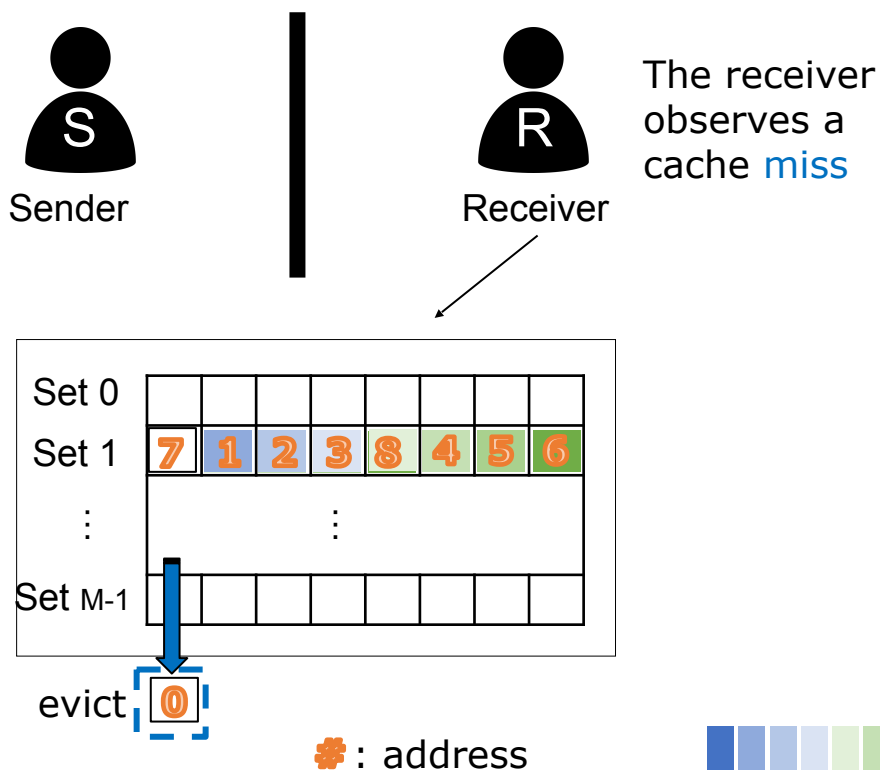 S
R
Sender
Receiver
The receiver
observes a
cache miss
Set 0
Set 1
7 1 2 3 8 4 5 6
⋮ ⋮
Set M-1
evict 0
#: address